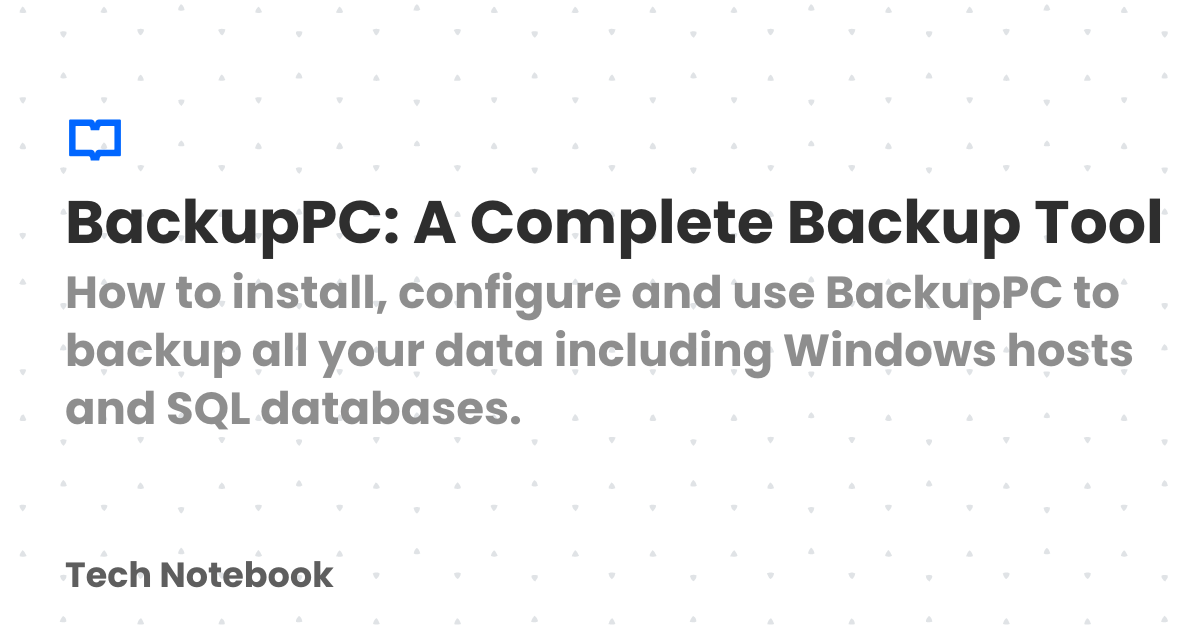 BackupPC: A Complete Backup Tool
How to install, configure and use BackupPC to
backup all your data including Windows hosts
and SQL databases.
Tech Notebook